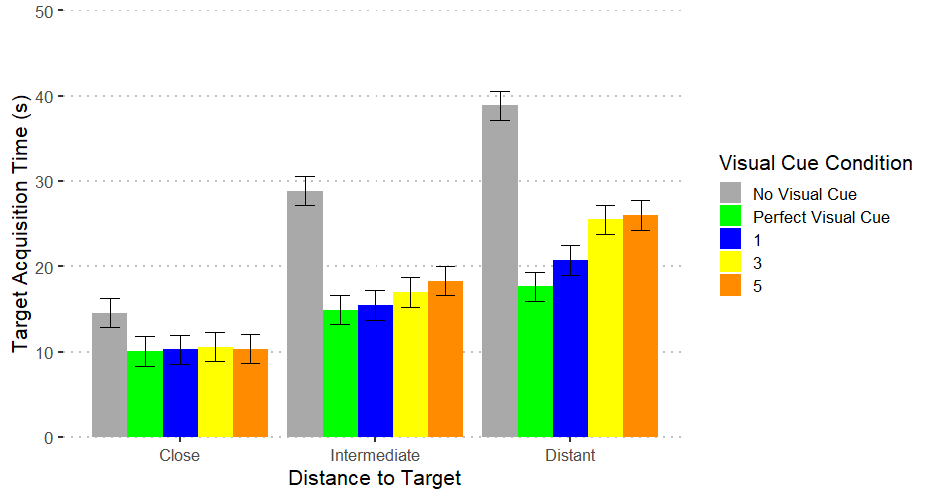 50
40
30
20
10
0
Target Acquisition Time (s)
Close
Intermediate
Distant
Distance to Target
Visual Cue Condition
No Visual Cue
Perfect Visual Cue
1
3
5